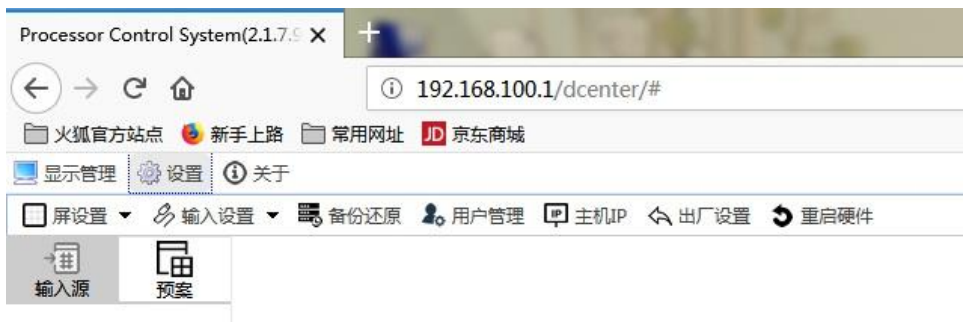 Processor Control System(2.1.7.9
192.168.100.1/dcenter/#
火狐官方站点 新手上路 常用网址 JD 京东商城
显示管理 设置 关于
屏设置 输入设置 备份还原 用户管理 IP 主机IP 出厂设置 重启硬件
输入源 预案